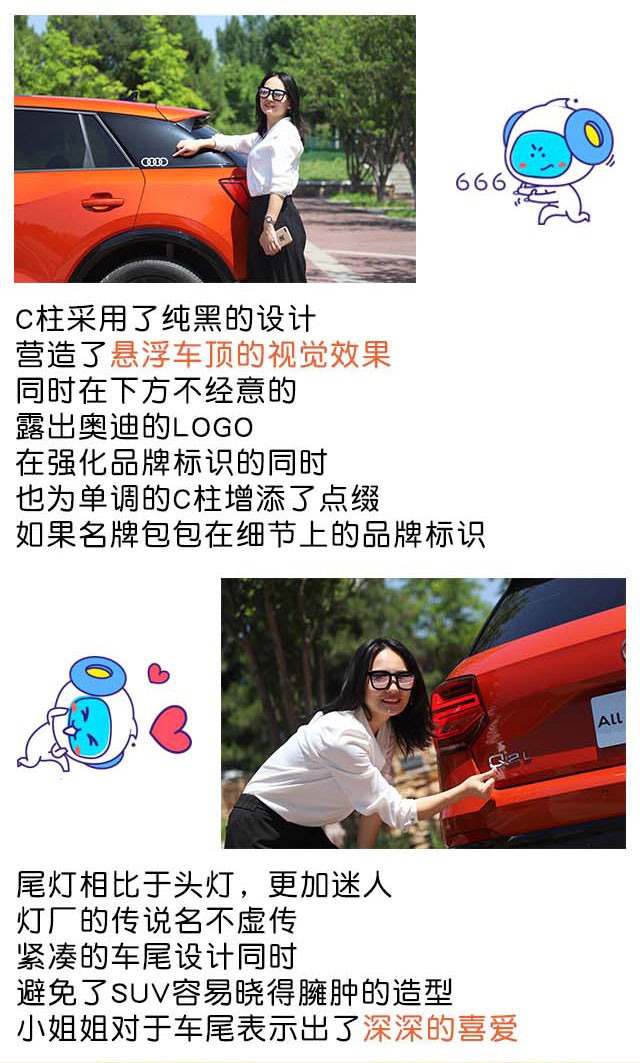 666
C柱采用了纯黑的设计
营造了悬浮车顶的视觉效果
同时在下方不经意的
露出奥迪的LOGO
在强化品牌标识的同时
也为单调的C柱增添了点缀
如果名牌包包在细节上的品牌标识
Q2L
ALL
尾灯相比于头灯，更加迷人
灯厂的传说名不虚传
紧凑的车尾设计同时
避免了SUV容易晓得臃肿的造型
小姐姐对于车尾表示出了深深的喜爱